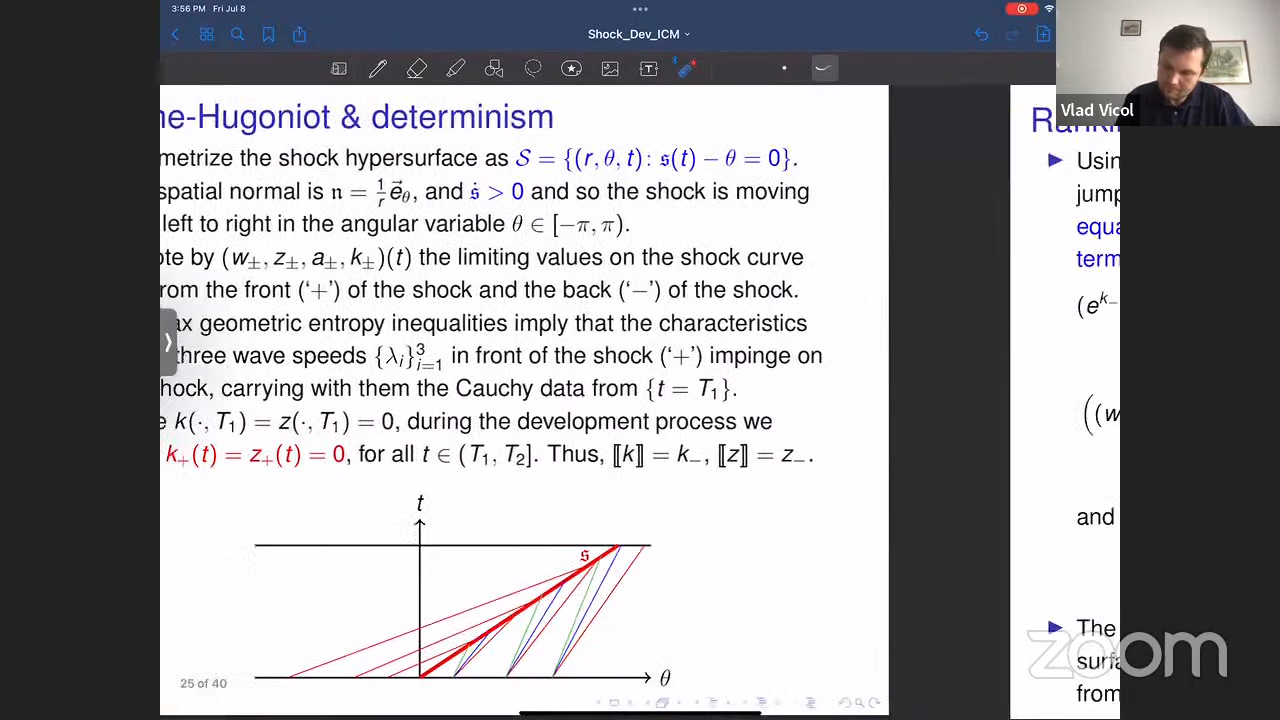 3:56 PM Fri Jul 8
Shock_Dev_ICM
Vlad Vicol
ne-Hugoniot & determinism
metrize the shock hypersurface as 𝒮 = {(r, θ, t): 𝔰(t) − θ = 0}.
spatial normal is 𝔫 = 1/r e⃗_θ, and 𝔰̇ > 0 and so the shock is moving
left to right in the angular variable θ ∈ [−π, π).
ote by (w±, z±, a±, k±)(t) the limiting values on the shock curve
rom the front (‘+’) of the shock and the back (‘−’) of the shock.
ax geometric entropy inequalities imply that the characteristics
three wave speeds {λ_i}³_{i=1} in front of the shock (‘+’) impinge on
hock, carrying with them the Cauchy data from {t = T₁}.
e k(·, T₁) = z(·, T₁) = 0, during the development process we
k₊(t) = z₊(t) = 0, for all t ∈ (T₁, T₂]. Thus, ⟦k⟧ = k₋, ⟦z⟧ = z₋.
t
𝔰
θ
25 of 40
Ranki
Usin
jump
equa
term
(e^{k₋
((w
and
The
surfa
from
zoom